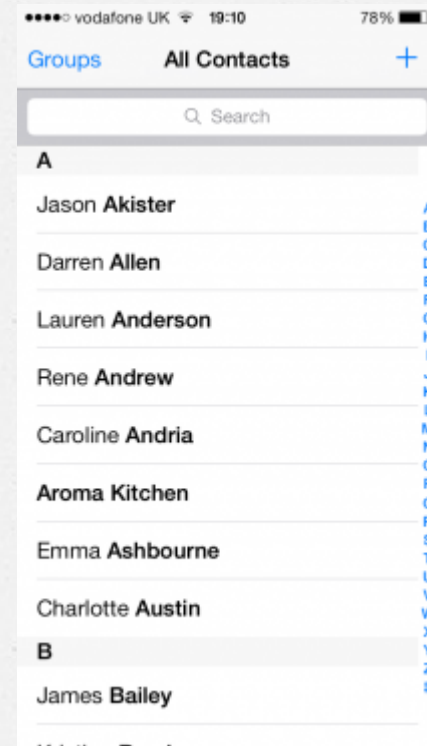 vodafone UK 19:10 78%
Groups All Contacts +
Search
A
Jason Akister
Darren Allen
Lauren Anderson
Rene Andrew
Caroline Andria
Aroma Kitchen
Emma Ashbourne
Charlotte Austin
B
James Bailey